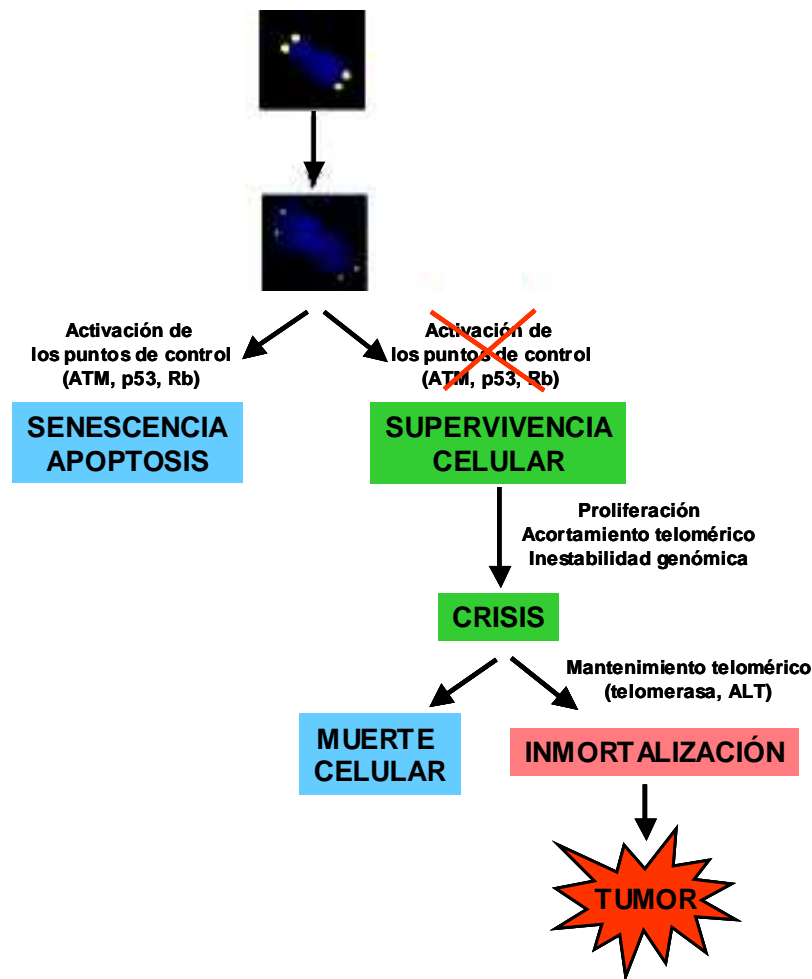 Activación de
los puntos de control
(ATM, p53, Rb)
SENESCENCIA
APOPTOSIS
Activación de
los puntos de control
(ATM, p53, Rb)
SUPERVIVENCIA
CELULAR
Proliferación
Acortamiento telomérico
Inestabilidad genómica
CRISIS
Mantenimiento telomérico
(telomerasa, ALT)
MUERTE
CELULAR
INMORTALIZACIÓN
TUMOR